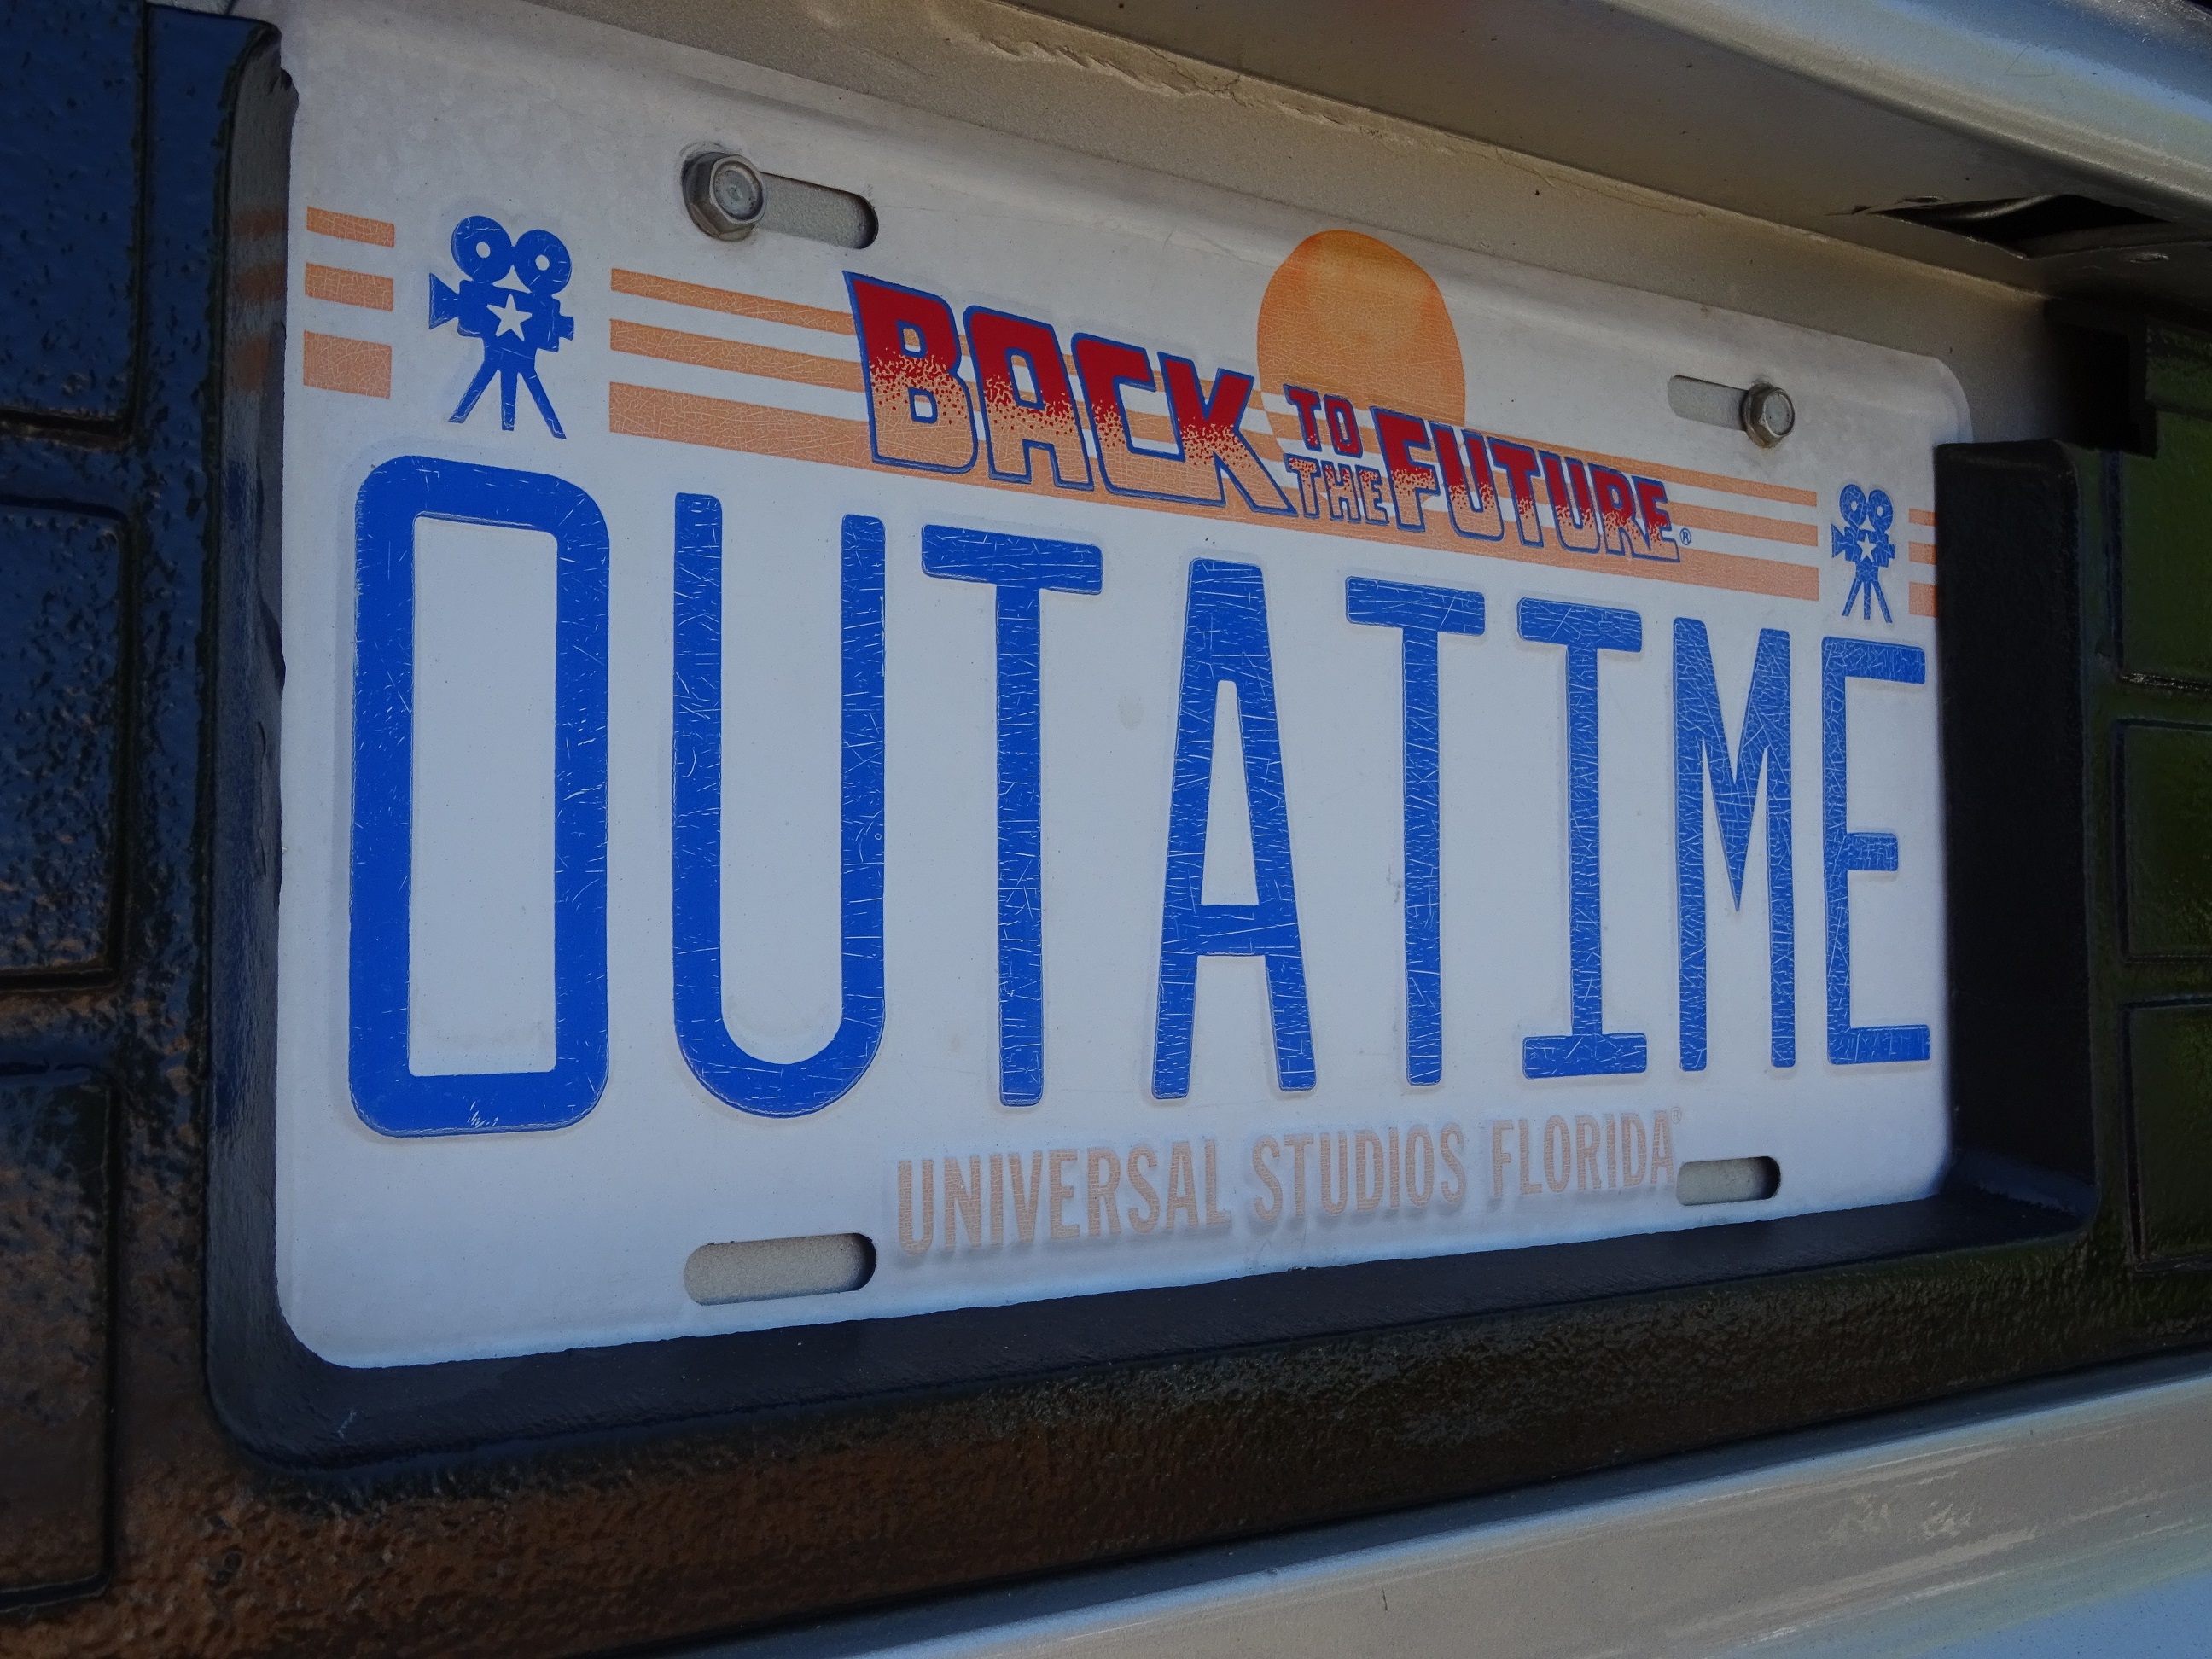 BACK TO THE FUTURE®
OUTATIME
UNIVERSAL STUDIOS FLORIDA®